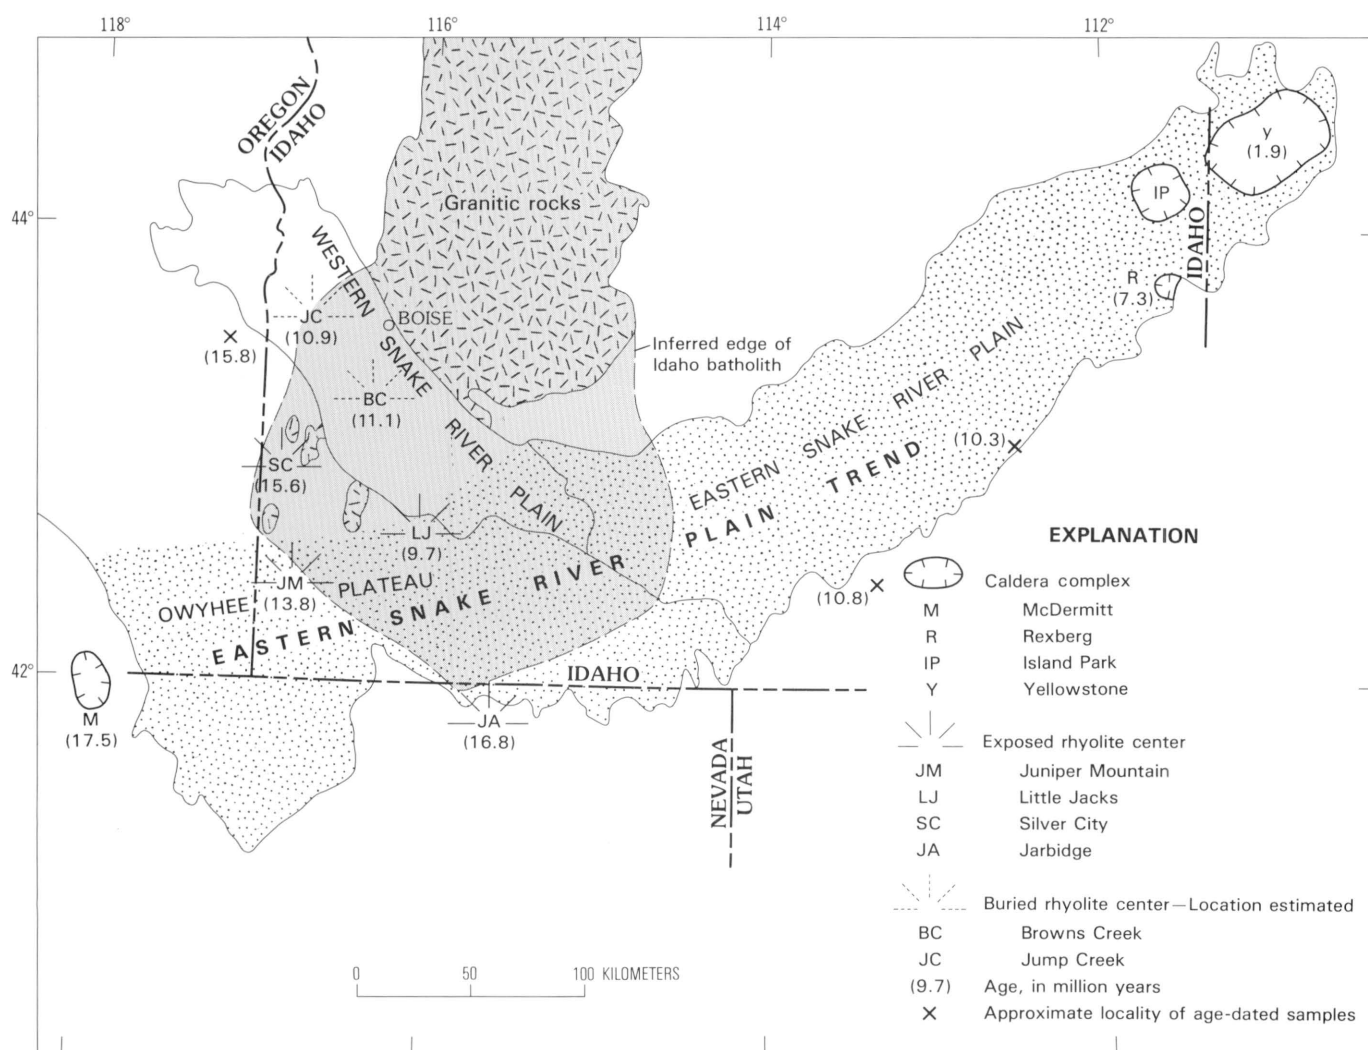 118°
116°
114°
112°
OREGON
IDAHO
44°
Granitic rocks
y
(1.9)
IP
IDAHO
R
(7.3)
WESTERN SNAKE RIVER PLAIN
JC
(10.9)
BOISE
(15.8)
Inferred edge of
Idaho batholith
BC
(11.1)
EASTERN SNAKE RIVER PLAIN
(10.3)
SC
(15.6)
LJ
(9.7)
EASTERN SNAKE RIVER PLAIN TREND
JM
(13.8)
OWYHEE PLATEAU
(10.8)
42°
IDAHO
M
(17.5)
JA
(16.8)
NEVADA
UTAH
EXPLANATION
Caldera complex
M McDermitt
R Rexberg
IP Island Park
Y Yellowstone
Exposed rhyolite center
JM Juniper Mountain
LJ Little Jacks
SC Silver City
JA Jarbidge
Buried rhyolite center—Location estimated
BC Browns Creek
JC Jump Creek
(9.7) Age, in million years
× Approximate locality of age-dated samples
0 50 100 KILOMETERS